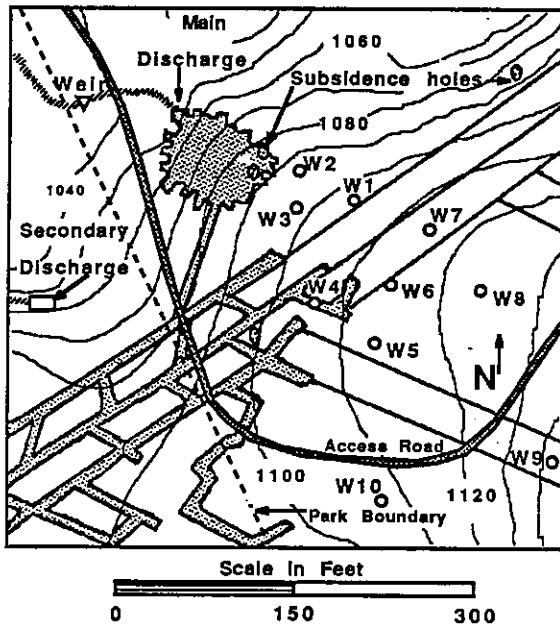 Main
Discharge
1060
Subsidence holes
Weir
1080
W2
W1
1040
W3
W7
Secondary
Discharge
W4
W6
W8
W5
N
Access Road
W9
1100
W10
1120
Park Boundary
Scale in Feet
0 150 300